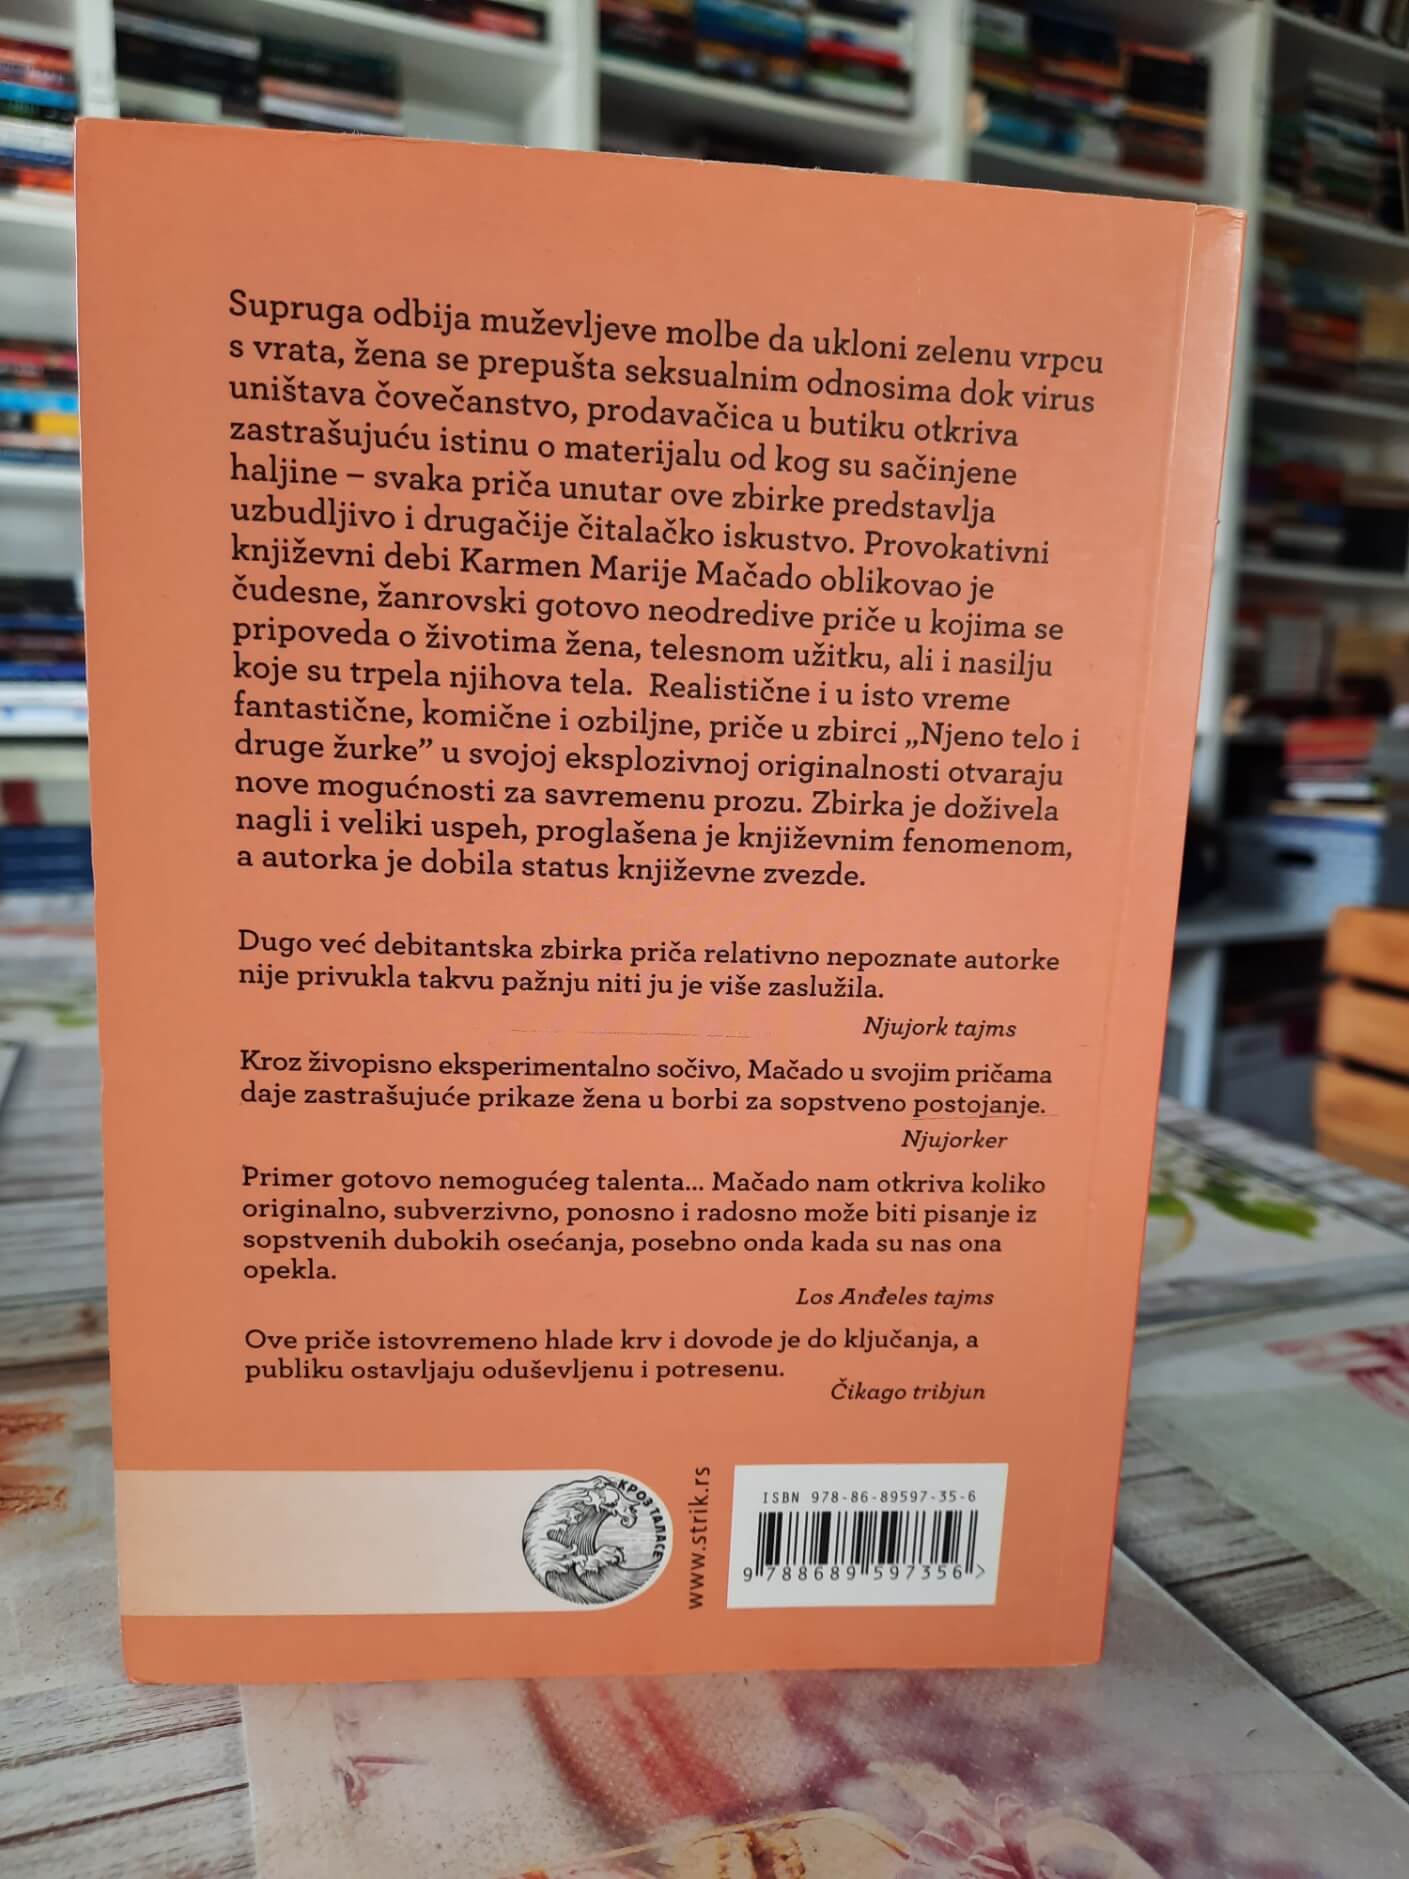 Supruga odbija muževljeve molbe da ukloni zelenu vrpcu
s vrata, žena se prepušta seksualnim odnosima dok virus
uništava čovečanstvo, prodavačica u butiku otkriva
zastrašujuću istinu o materijalu od kog su sačinjene
haljine – svaka priča unutar ove zbirke predstavlja
uzbudljivo i drugačije čitalačko iskustvo. Provokativni
književni debi Karmen Marije Mačado oblikovao je
čudesne, žanrovski gotovo neodredive priče u kojima se
pripoveda o životima žena, telesnom užitku, ali i nasilju
koje su trpela njihova tela. Realistične i u isto vreme
fantastične, komične i ozbiljne, priče u zbirci „Njeno telo i
druge žurke” u svojoj eksplozivnoj originalnosti otvaraju
nove mogućnosti za savremenu prozu. Zbirka je doživela
nagli i veliki uspeh, proglašena je književnim fenomenom,
a autorka je dobila status književne zvezde.
Dugo već debitantska zbirka priča relativno nepoznate autorke
nije privukla takvu pažnju niti ju je više zaslužila.
Njujork tajms
Kroz živopisno eksperimentalno sočivo, Mačado u svojim pričama
daje zastrašujuće prikaze žena u borbi za sopstveno postojanje.
Njujorker
Primer gotovo nemogućeg talenta... Mačado nam otkriva koliko
originalno, subverzivno, ponosno i radosno može biti pisanje iz
sopstvenih dubokih osećanja, posebno onda kada su nas ona
opekla.
Los Anđeles tajms
Ove priče istovremeno hlade krv i dovode je do ključanja, a
publiku ostavljaju oduševljenu i potresenu.
Čikago tribjun
КРОЗ ТАЛАСЕ
www.strik.rs
ISBN 978-86-89597-35-6
9 788689 597356 >